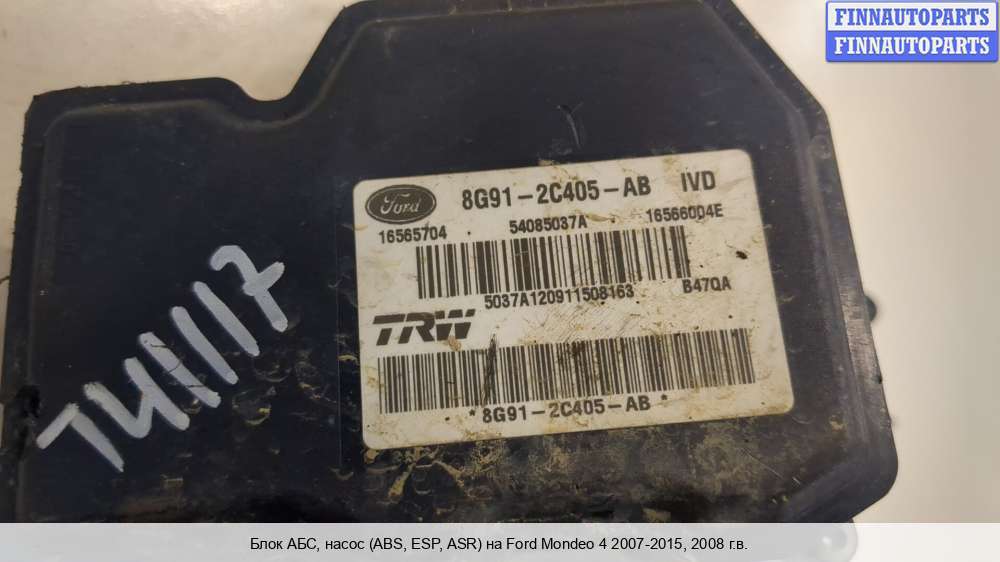 FINNAUTOPARTS
FINNAUTOPARTS
Ford 8G91-2C405-AB IVD
16565704 54085037A 16566004E
5037A120911508163 B47QA
TRW
*8G91-2C405-AB*
T41117
Блок АБС, насос (ABS, ESP, ASR) на Ford Mondeo 4 2007-2015, 2008 г.в.